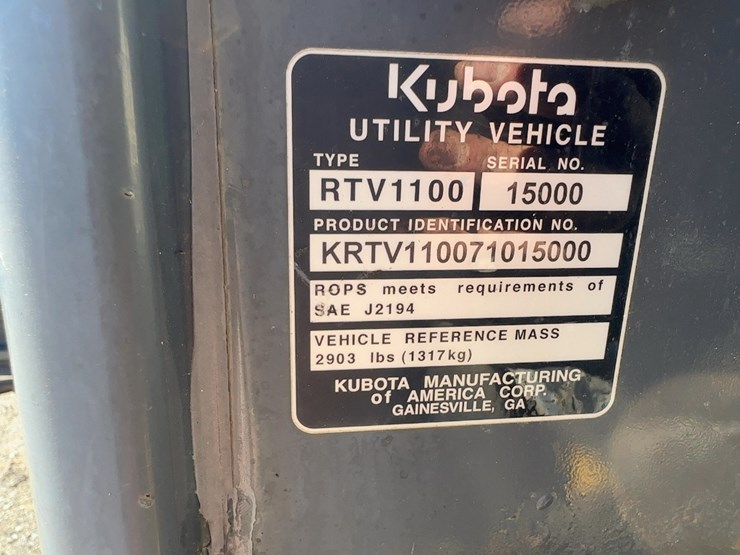 Kubota
UTILITY VEHICLE
TYPE SERIAL NO.
RTV1100 15000
PRODUCT IDENTIFICATION NO.
KRTV110071015000
ROPS meets requirements of
SAE J2194
VEHICLE REFERENCE MASS
2903 lbs (1317kg)
KUBOTA MANUFACTURING
of AMERICA CORP.
GAINESVILLE, GA